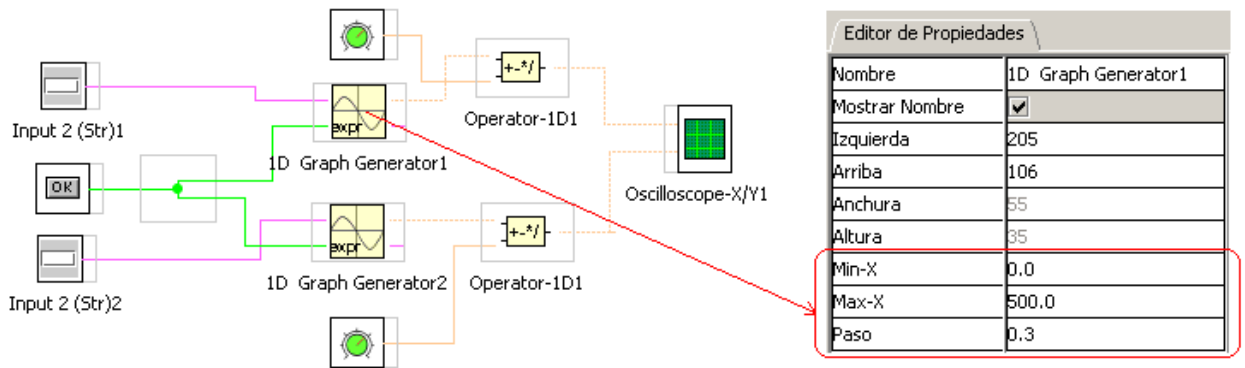 Input 2 (Str)1
OK
Input 2 (Str)2
expr
1D Graph Generator1
expr
1D Graph Generator2
+-*/
Operator-1D1
+-*/
Operator-1D1
Oscilloscope-X/Y1
Editor de Propiedades
Nombre 1D Graph Generator1
Mostrar Nombre
Izquierda 205
Arriba 106
Anchura 55
Altura 35
Min-X 0.0
Max-X 500.0
Paso 0.3